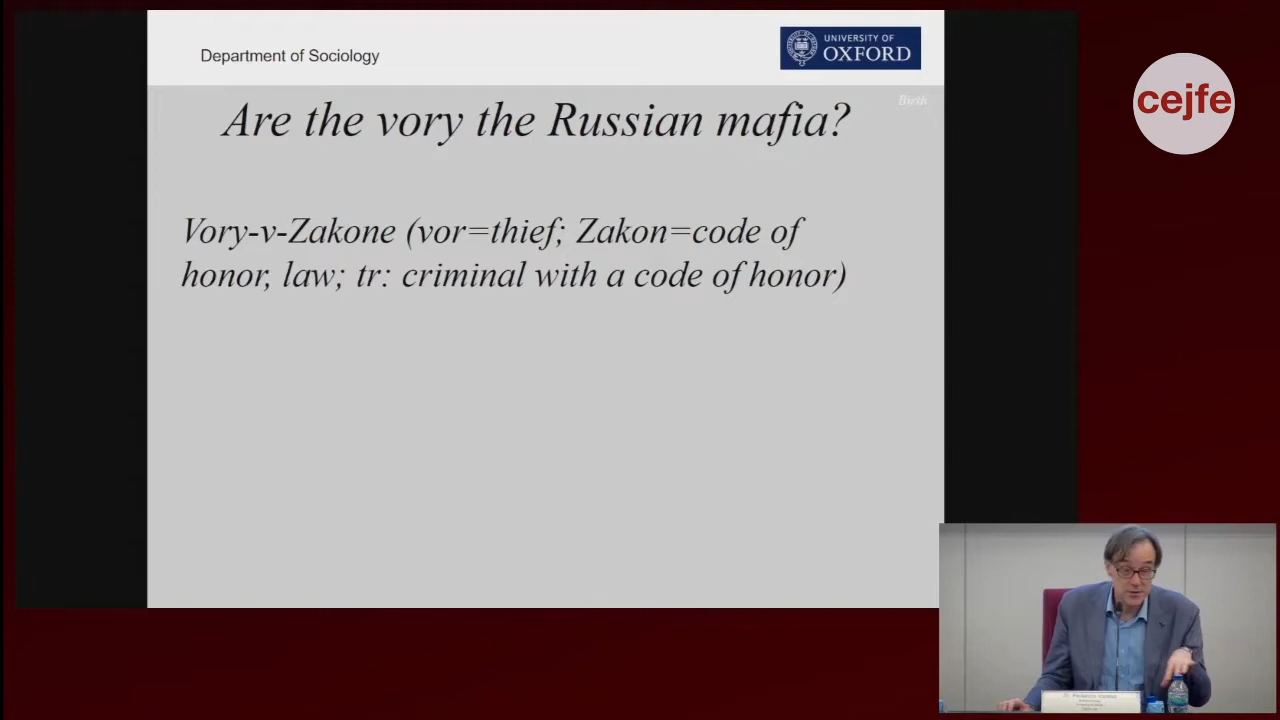 Department of Sociology
UNIVERSITY OF
OXFORD
cejfe
Birth
Are the vory the Russian mafia?
Vory-v-Zakone (vor=thief; Zakon=code of
honor, law; tr: criminal with a code of honor)